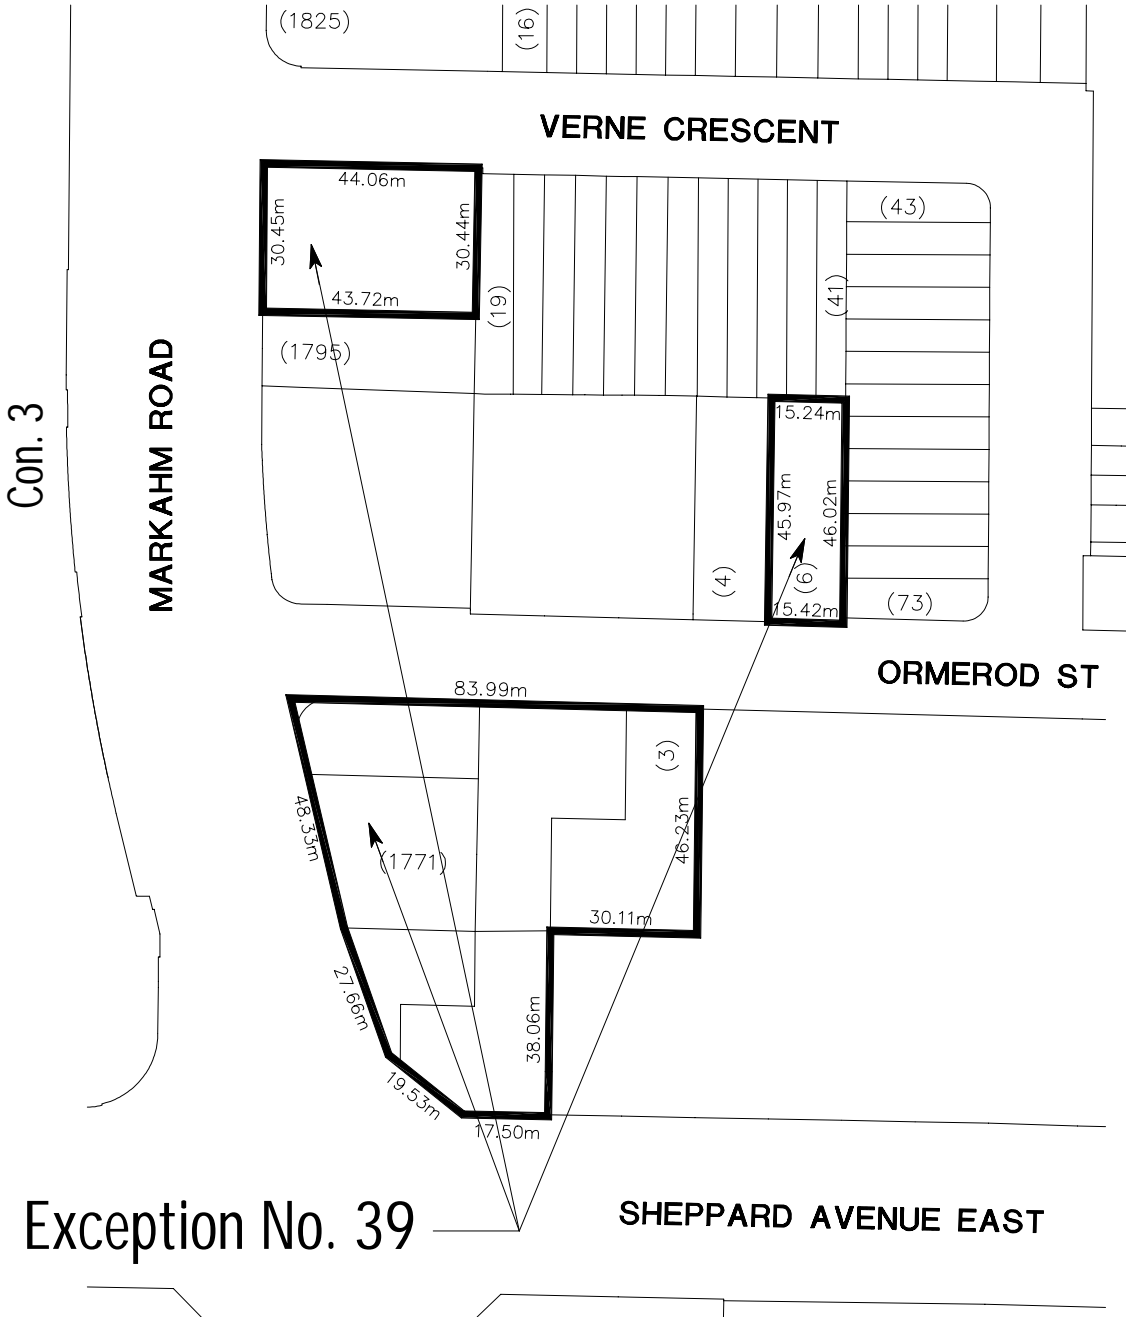 (1825)
(16)
VERNE CRESCENT
44.06m
30.45m
30.44m
43.72m
(19)
(41)
(43)
(1795)
Con. 3
MARKAHM ROAD
15.24m
45.97m
46.02m
(4)
(6)
15.42m
(73)
ORMEROD ST
83.99m
(3)
48.33m
46.23m
(1771)
30.11m
27.66m
38.06m
19.53m
17.50m
Exception No. 39
SHEPPARD AVENUE EAST